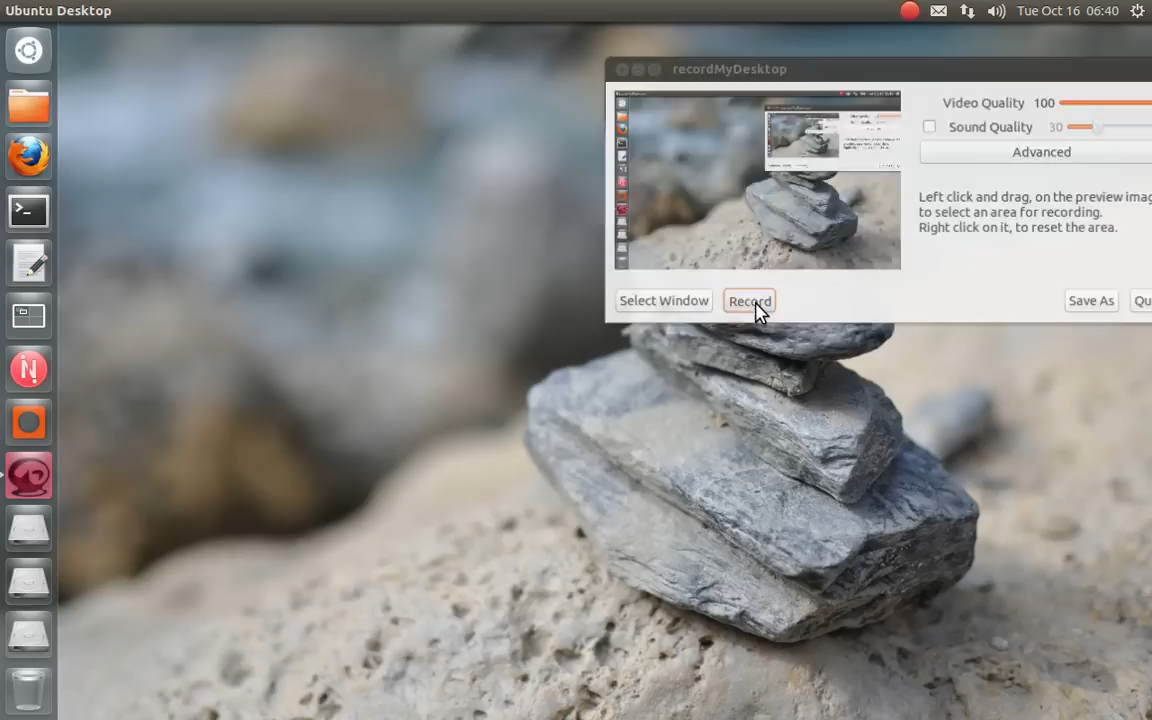 Ubuntu Desktop
Tue Oct 16 06:40
recordMyDesktop
Video Quality 100
Sound Quality 30
Advanced
Left click and drag, on the preview imag
to select an area for recording.
Right click on it, to reset the area.
Select Window
Record
Save As
Qu